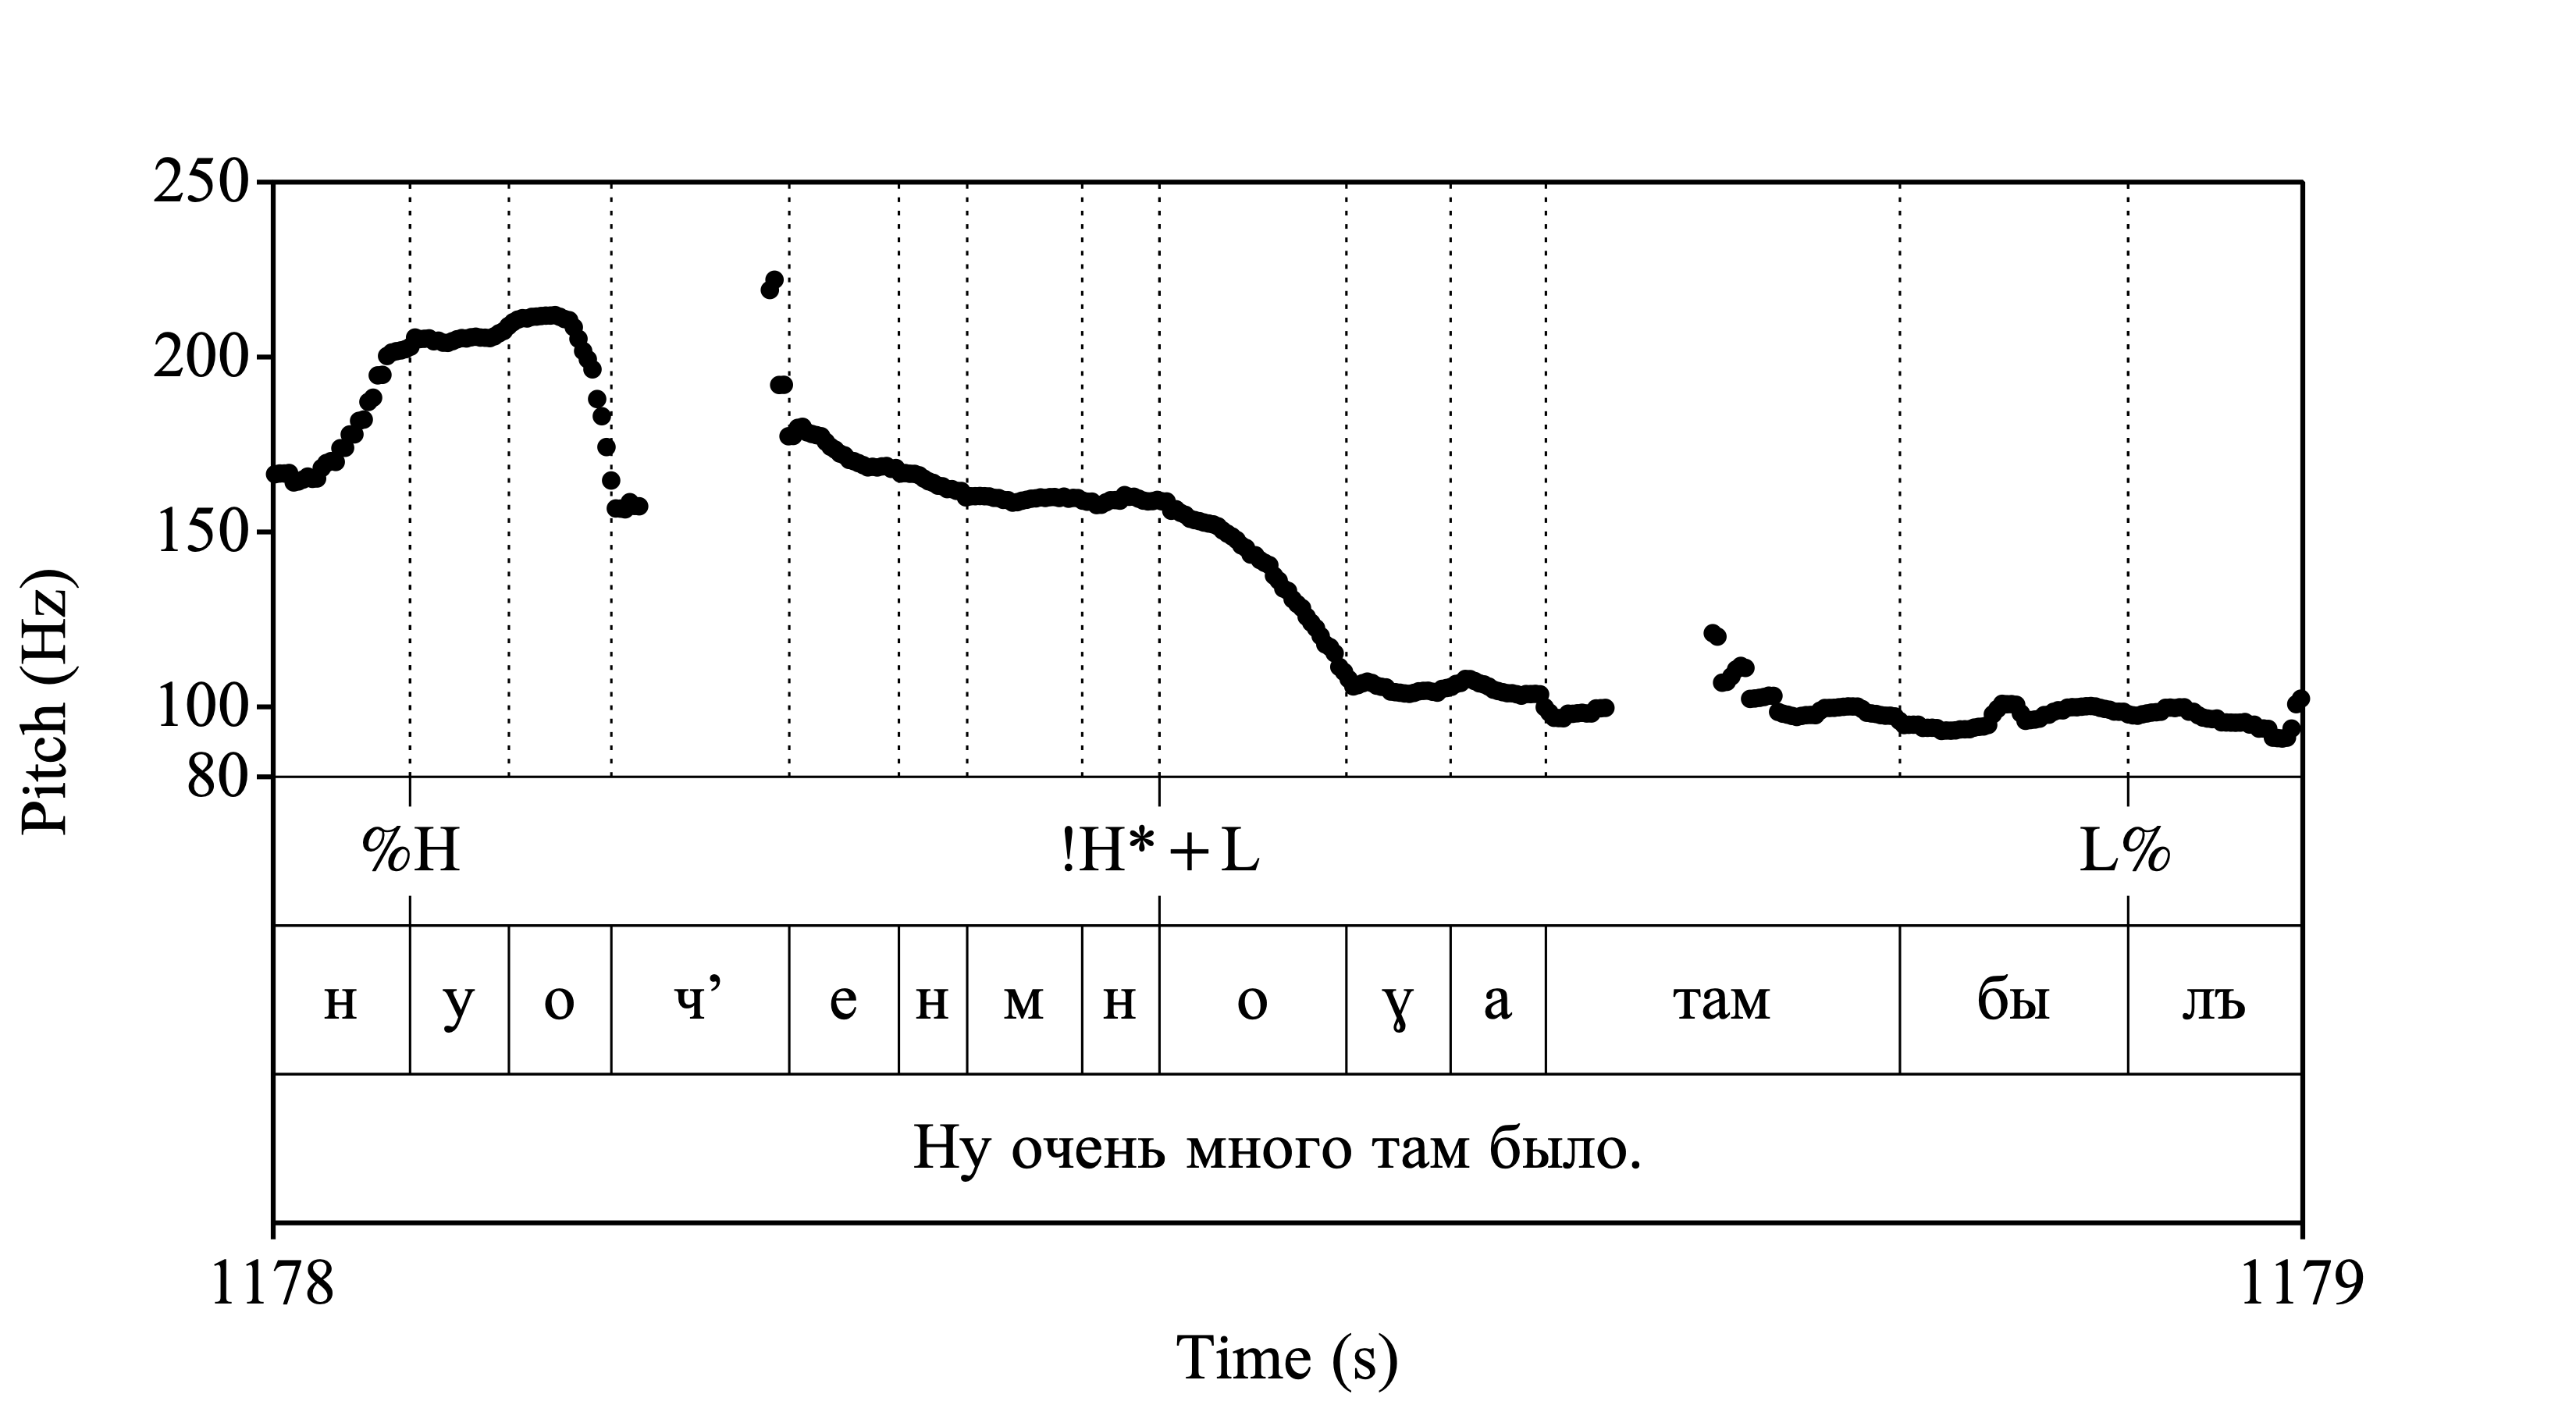 250
200
150
100
80
Pitch (Hz)
%H !H* + L L%
н у о ч’ е н м н о ɣ а там бы лъ
Ну очень много там было.
1178 1179
Time (s)